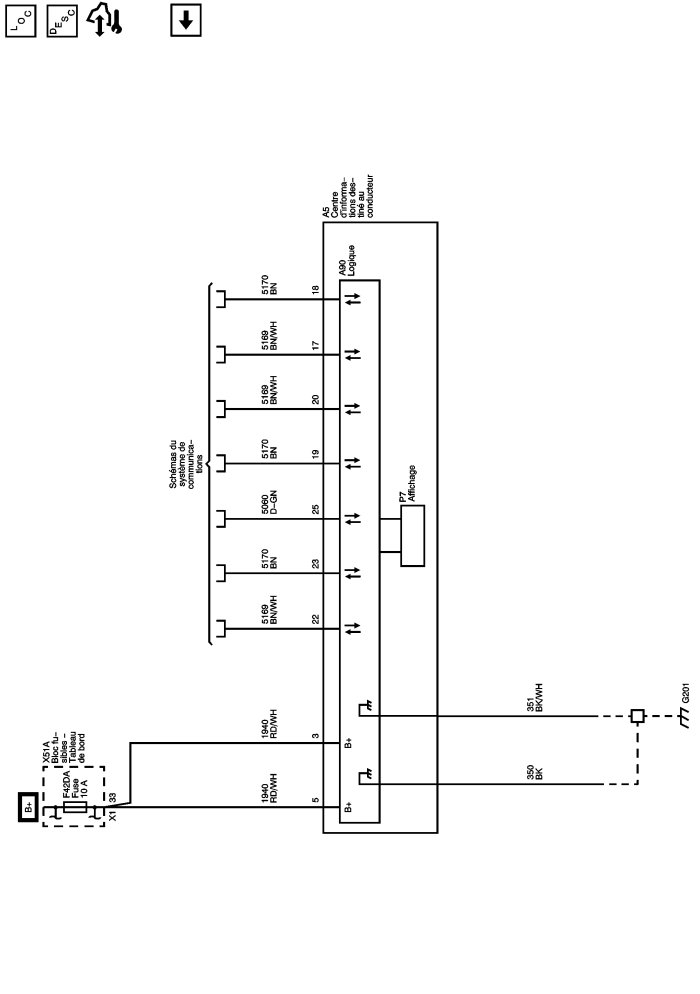 LOC
DESC
A5
Centre
d'informa-
tions des-
tiné au
conducteur
A90
Logique
5170
BN
18
5169
BN/WH
17
5169
BN/WH
20
5170
BN
19
5060
D-GN
25
5170
BN
23
5169
BN/WH
22
Schémas du
système de
communica-
tions
P7
Affichage
1940
RD/WH
3
B+
1940
RD/WH
5
B+
351
BK/WH
350
BK
G201
X51A
Bloc fu-
sibles –
Tableau
de bord
F42DA
Fuse
10 A
B+
33
X1